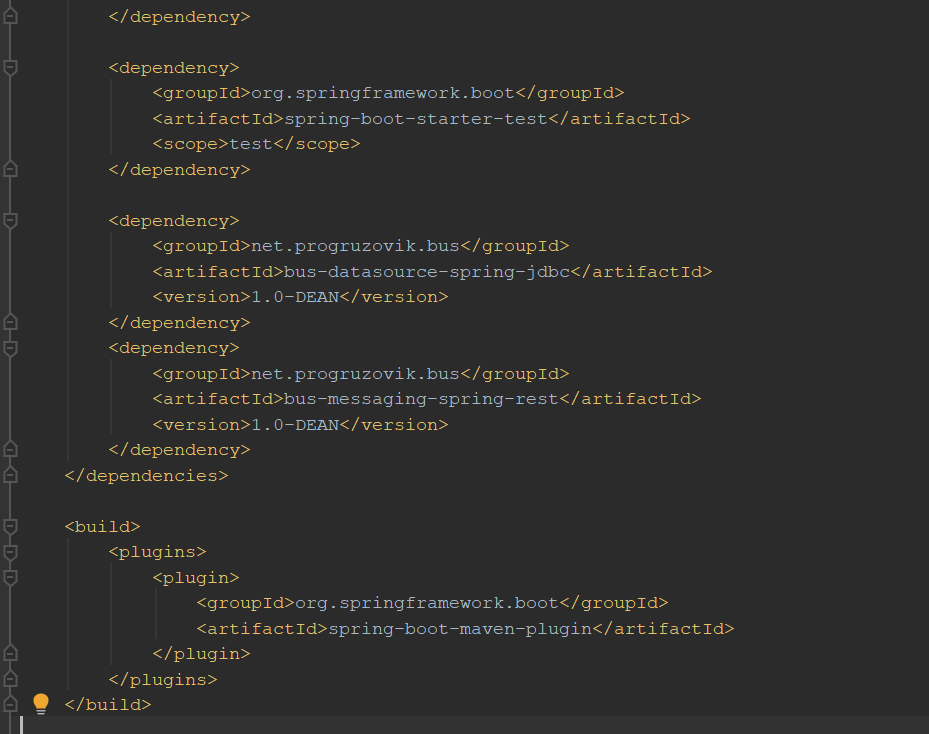 </dependency>
<dependency>
<groupId>org.springframework.boot</groupId>
<artifactId>spring-boot-starter-test</artifactId>
<scope>test</scope>
</dependency>
<dependency>
<groupId>net.progruzovik.bus</groupId>
<artifactId>bus-datasource-spring-jdbc</artifactId>
<version>1.0-DEAN</version>
</dependency>
<dependency>
<groupId>net.progruzovik.bus</groupId>
<artifactId>bus-messaging-spring-rest</artifactId>
<version>1.0-DEAN</version>
</dependency>
</dependencies>
<build>
<plugins>
<plugin>
<groupId>org.springframework.boot</groupId>
<artifactId>spring-boot-maven-plugin</artifactId>
</plugin>
</plugins>
</build>